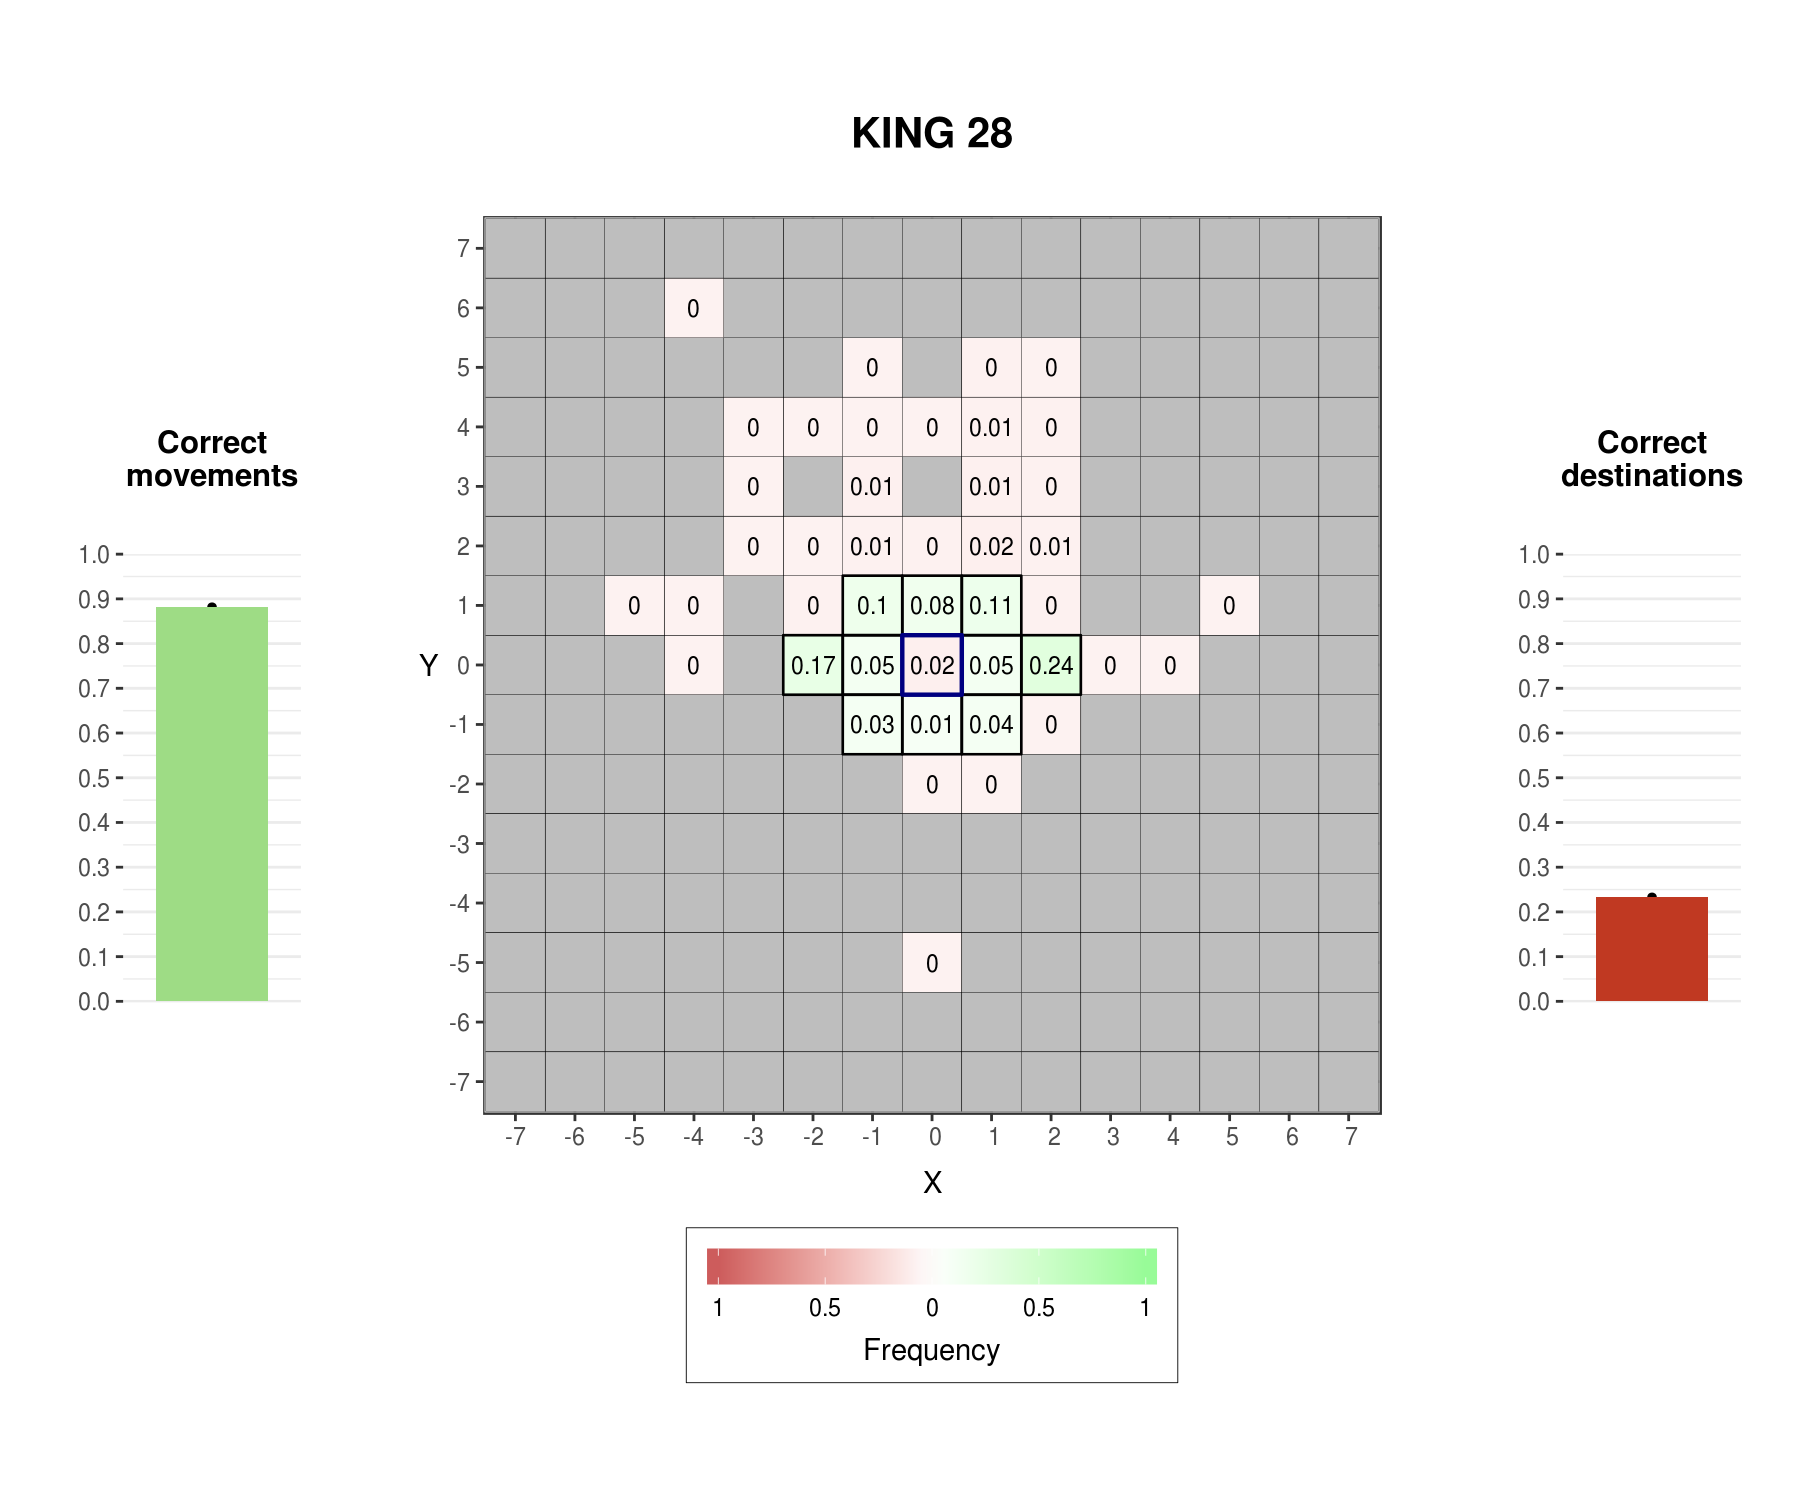 KING 28
Correct
movements
1.0
0.9
0.8
0.7
0.6
0.5
0.4
0.3
0.2
0.1
0.0
7
6
5
4
3
2
1
0
-1
-2
-3
-4
-5
-6
-7
Y
0
0 0 0
0 0 0 0 0.01 0
0 0.01 0.01 0
0 0 0.01 0 0.02 0.01
0 0 0 0.1 0.08 0.11 0 0
0 0.17 0.05 0.02 0.05 0.24 0 0
0.03 0.01 0.04 0
0 0
0
-7 -6 -5 -4 -3 -2 -1 0 1 2 3 4 5 6 7
X
1 0.5 0 0.5 1
Frequency
Correct
destinations
1.0
0.9
0.8
0.7
0.6
0.5
0.4
0.3
0.2
0.1
0.0